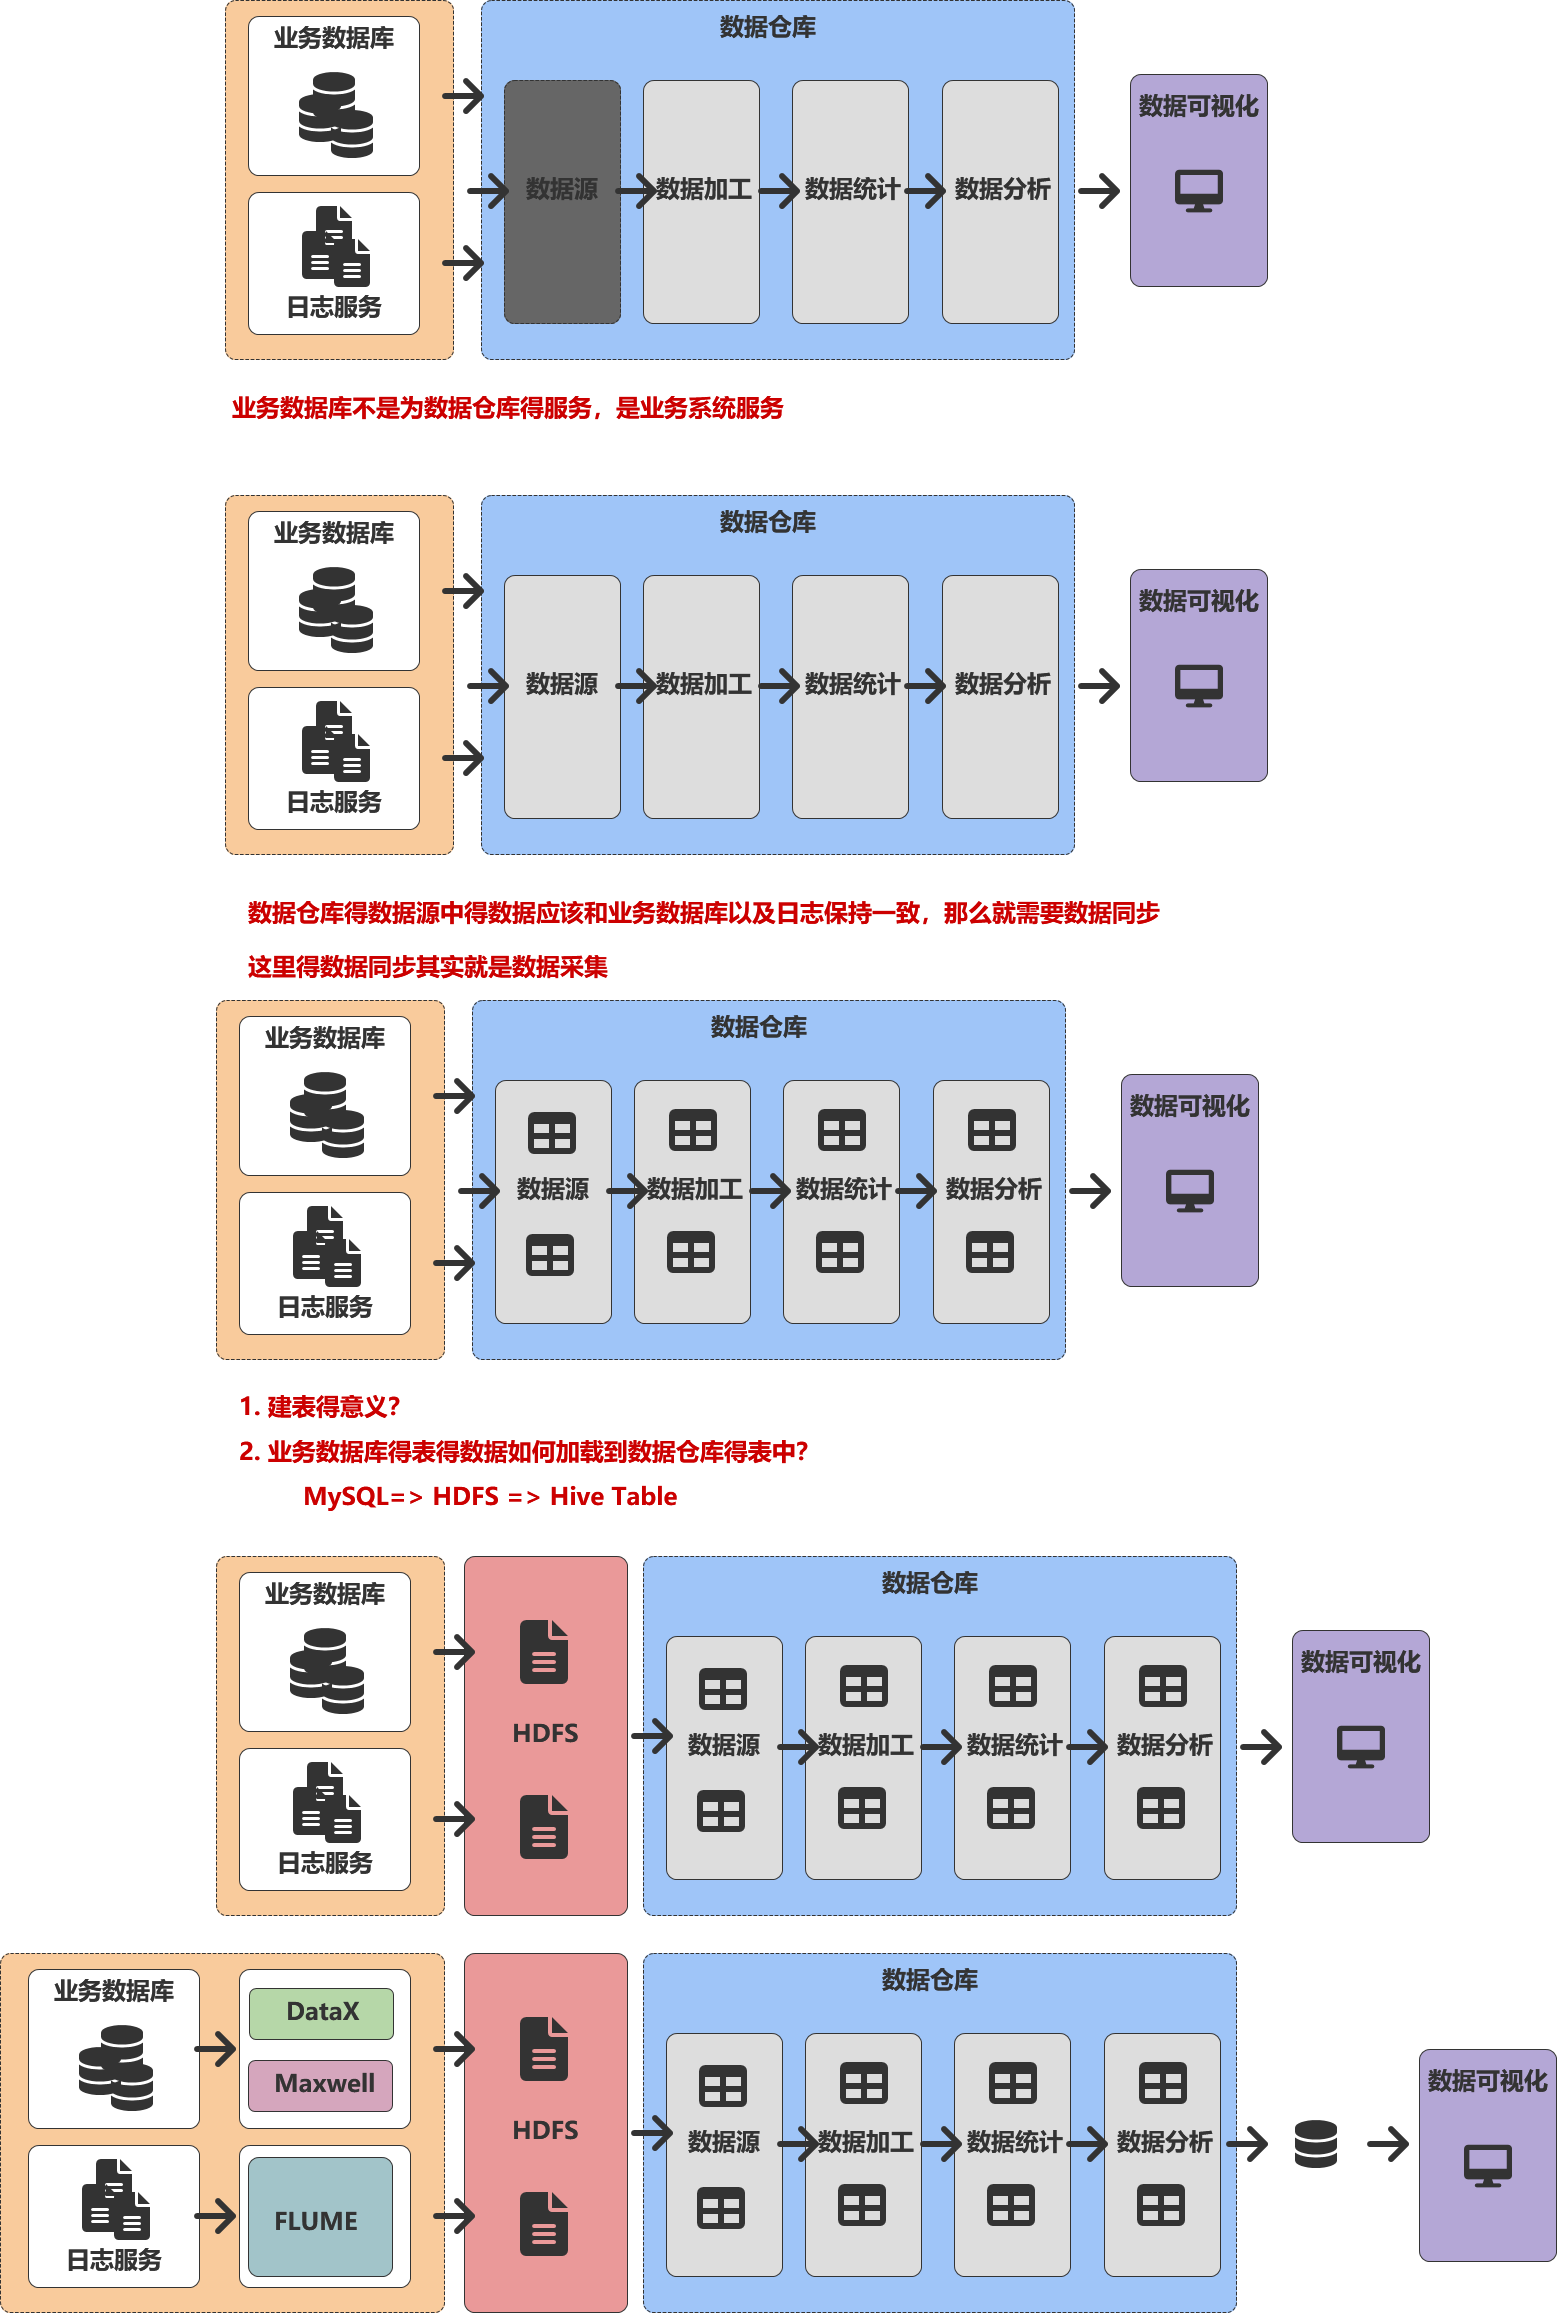 业务数据库
数据仓库
数据可视化
数据源
数据加工
数据统计
数据分析
日志服务
业务数据库不是为数据仓库得服务，是业务系统服务
业务数据库
数据仓库
数据可视化
数据源
数据加工
数据统计
数据分析
日志服务
数据仓库得数据源中得数据应该和业务数据库以及日志保持一致，那么就需要数据同步
这里得数据同步其实就是数据采集
业务数据库
数据仓库
数据可视化
数据源
数据加工
数据统计
数据分析
日志服务
1. 建表得意义?
2. 业务数据库得表得数据如何加载到数据仓库得表中?
MySQL=> HDFS => Hive Table
业务数据库
数据仓库
数据可视化
HDFS
数据源
数据加工
数据统计
数据分析
日志服务
业务数据库
DataX
Maxwell
数据仓库
数据可视化
HDFS
数据源
数据加工
数据统计
数据分析
FLUME
日志服务